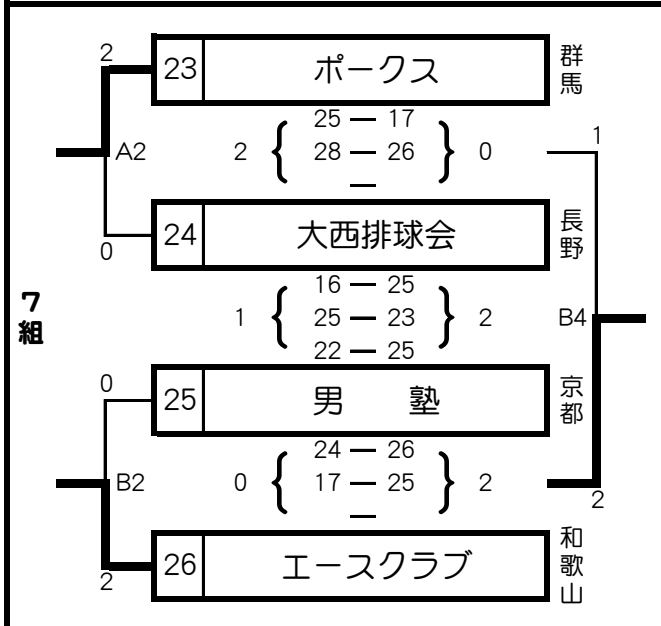 7組
2
23 ポークス 群馬
A2
2 { 25 — 17 } 0
28 — 26
—
1
0
24 大西排球会 長野
1 { 16 — 25 } 2
25 — 23
22 — 25
B4
0
25 男 塾 京都
B2
0 { 24 — 26 } 2
17 — 25
—
2
2
26 エースクラブ 和歌山